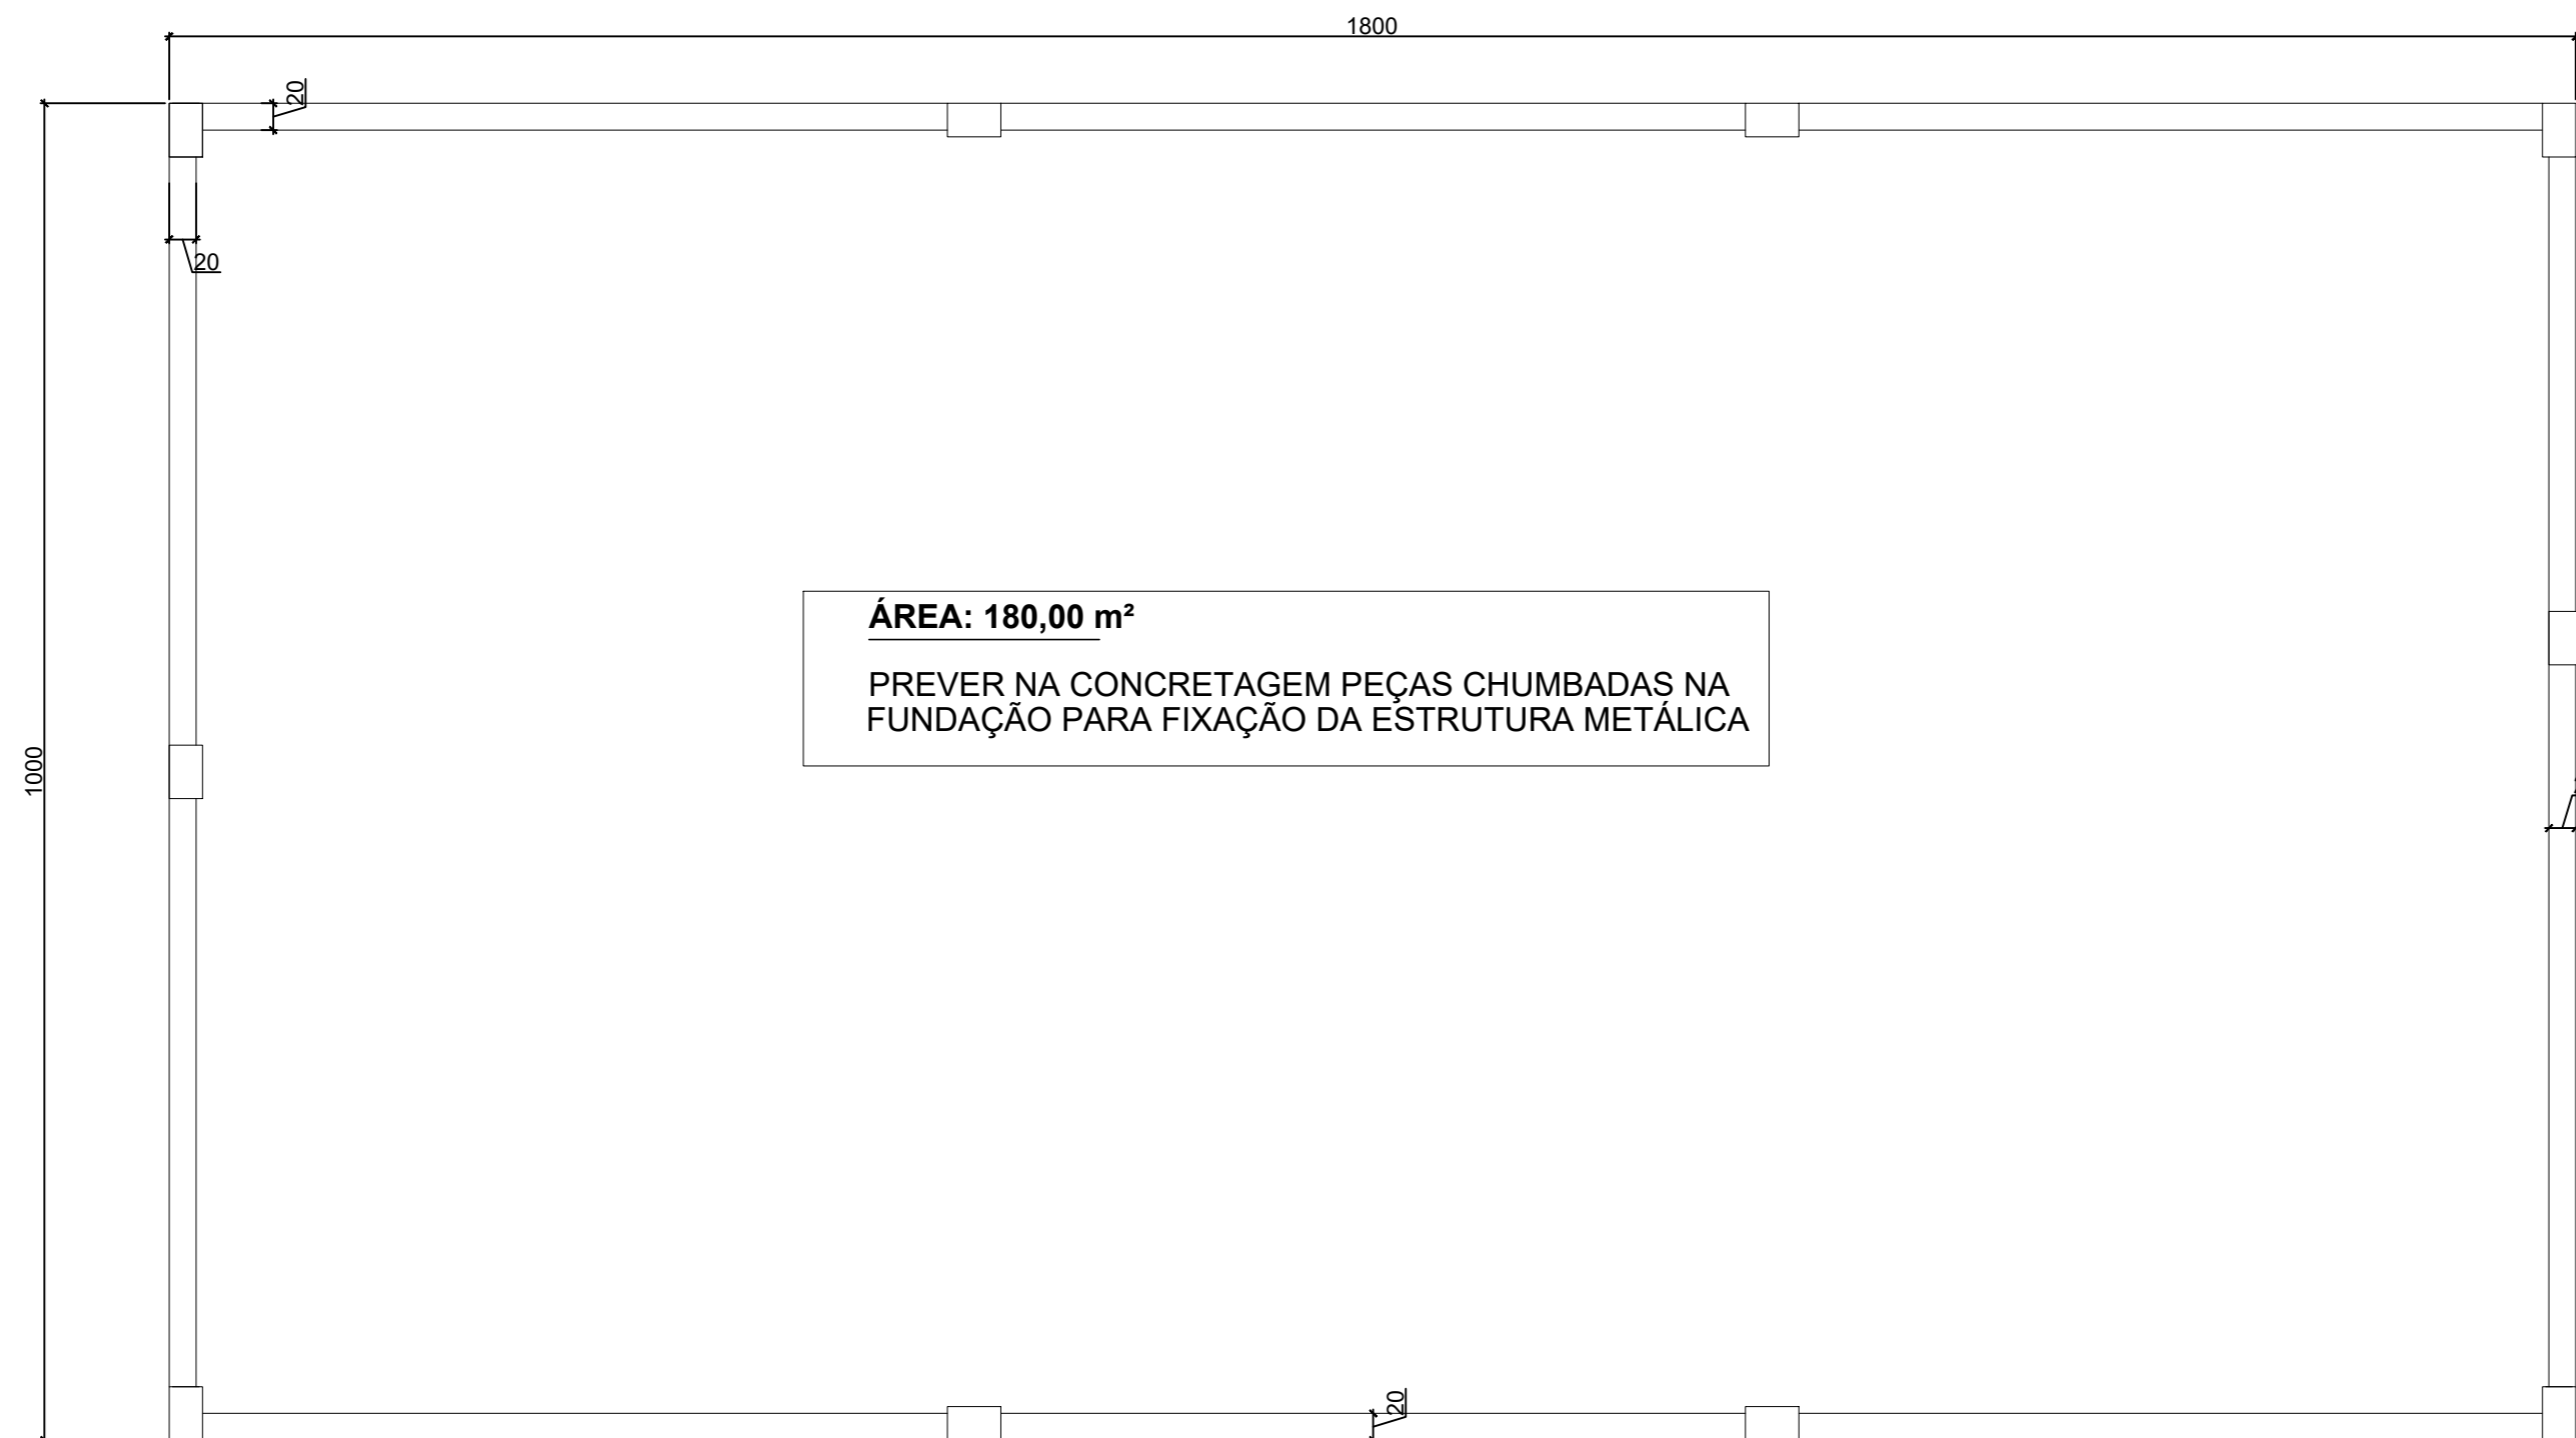 1800
20
20
ÁREA: 180,00 m²
PREVER NA CONCRETAGEM PEÇAS CHUMBADAS NA
FUNDAÇÃO PARA FIXAÇÃO DA ESTRUTURA METÁLICA
1000
20